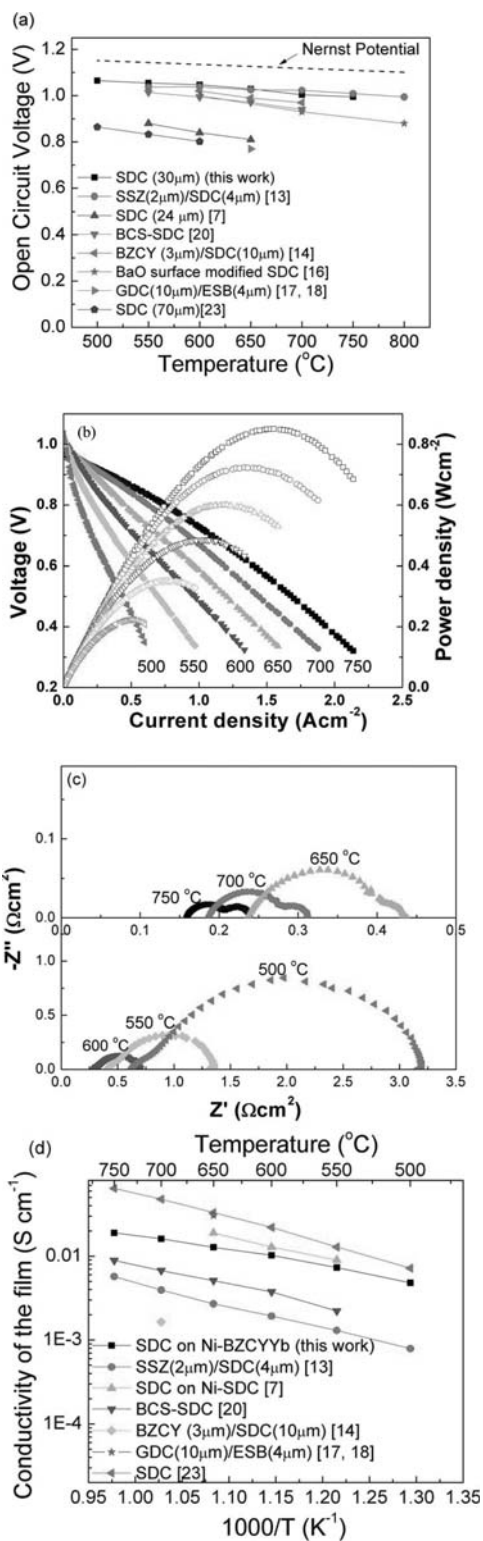 (a)
1.2
1.0
0.8
0.6
0.4
0.2
0.0
Open Circuit Voltage (V)
Nernst Potential
SDC (30μm) (this work)
SSZ(2μm)/SDC(4μm) [13]
SDC (24 μm) [7]
BCS-SDC [20]
BZCY (3μm)/SDC(10μm) [14]
BaO surface modified SDC [16]
GDC(10μm)/ESB(4μm) [17, 18]
SDC (70μm)[23]
500 550 600 650 700 750 800
Temperature (°C)
(b)
1.0
0.8
0.6
0.4
0.2
Voltage (V)
0.8
0.6
0.4
0.2
0.0
Power density (Wcm-2)
500 550 600 650 700 750
0.0 0.5 1.0 1.5 2.0 2.5
Current density (Acm-2)
(c)
0.1
0.0
650 °C
700 °C
750 °C
0.0 0.1 0.2 0.3 0.4 0.5
-Z'' (Ωcm2)
1.0
0.5
0.0
500 °C
550 °C
600 °C
0.0 0.5 1.0 1.5 2.0 2.5 3.0 3.5
Z' (Ωcm2)
(d)
Temperature (°C)
750 700 650 600 550 500
Conductivity of the film (S cm-1)
0.01
1E-3
1E-4
SDC on Ni-BZCYYb (this work)
SSZ(2μm)/SDC(4μm) [13]
SDC on Ni-SDC [7]
BCS-SDC [20]
BZCY (3μm)/SDC(10μm) [14]
GDC(10μm)/ESB(4μm) [17, 18]
SDC [23]
0.95 1.00 1.05 1.10 1.15 1.20 1.25 1.30
1000/T (K-1)